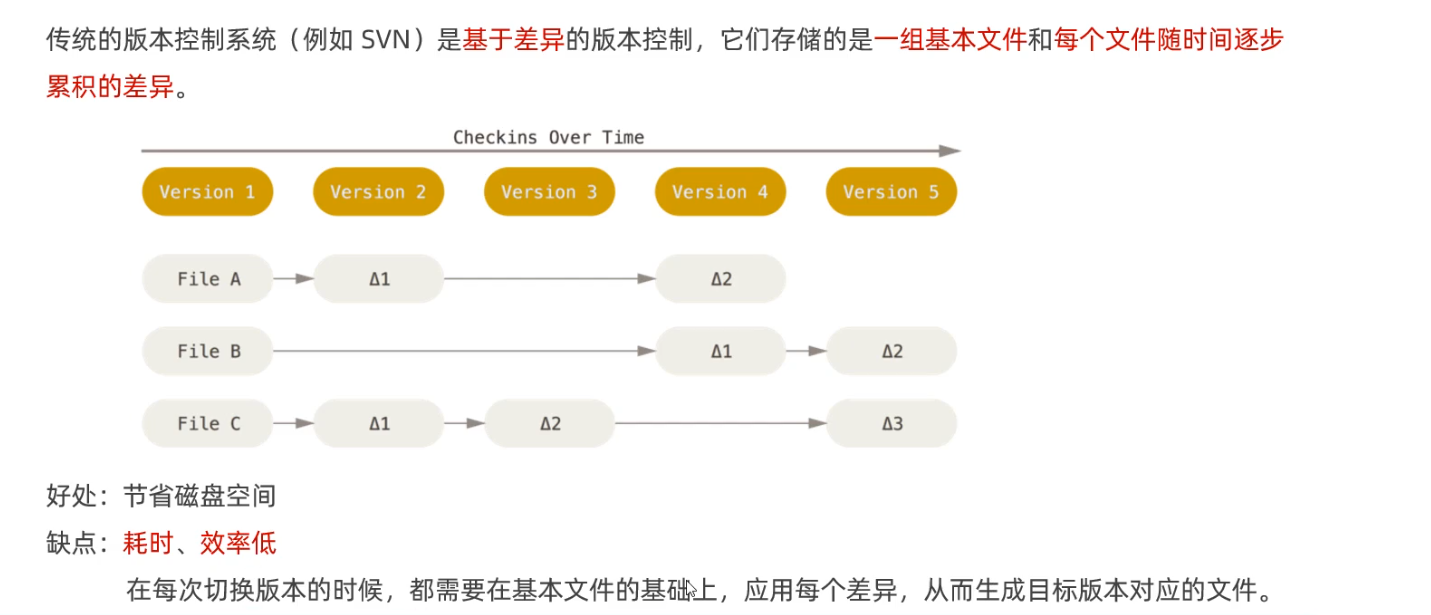 传统的版本控制系统（例如 SVN）是基于差异的版本控制，它们存储的是一组基本文件和每个文件随时间逐步
累积的差异。
Checkins Over Time
Version 1 Version 2 Version 3 Version 4 Version 5
File A Δ1 Δ2
File B Δ1 Δ2
File C Δ1 Δ2 Δ3
好处：节省磁盘空间
缺点：耗时、效率低
在每次切换版本的时候，都需要在基本文件的基础上，应用每个差异，从而生成目标版本对应的文件。